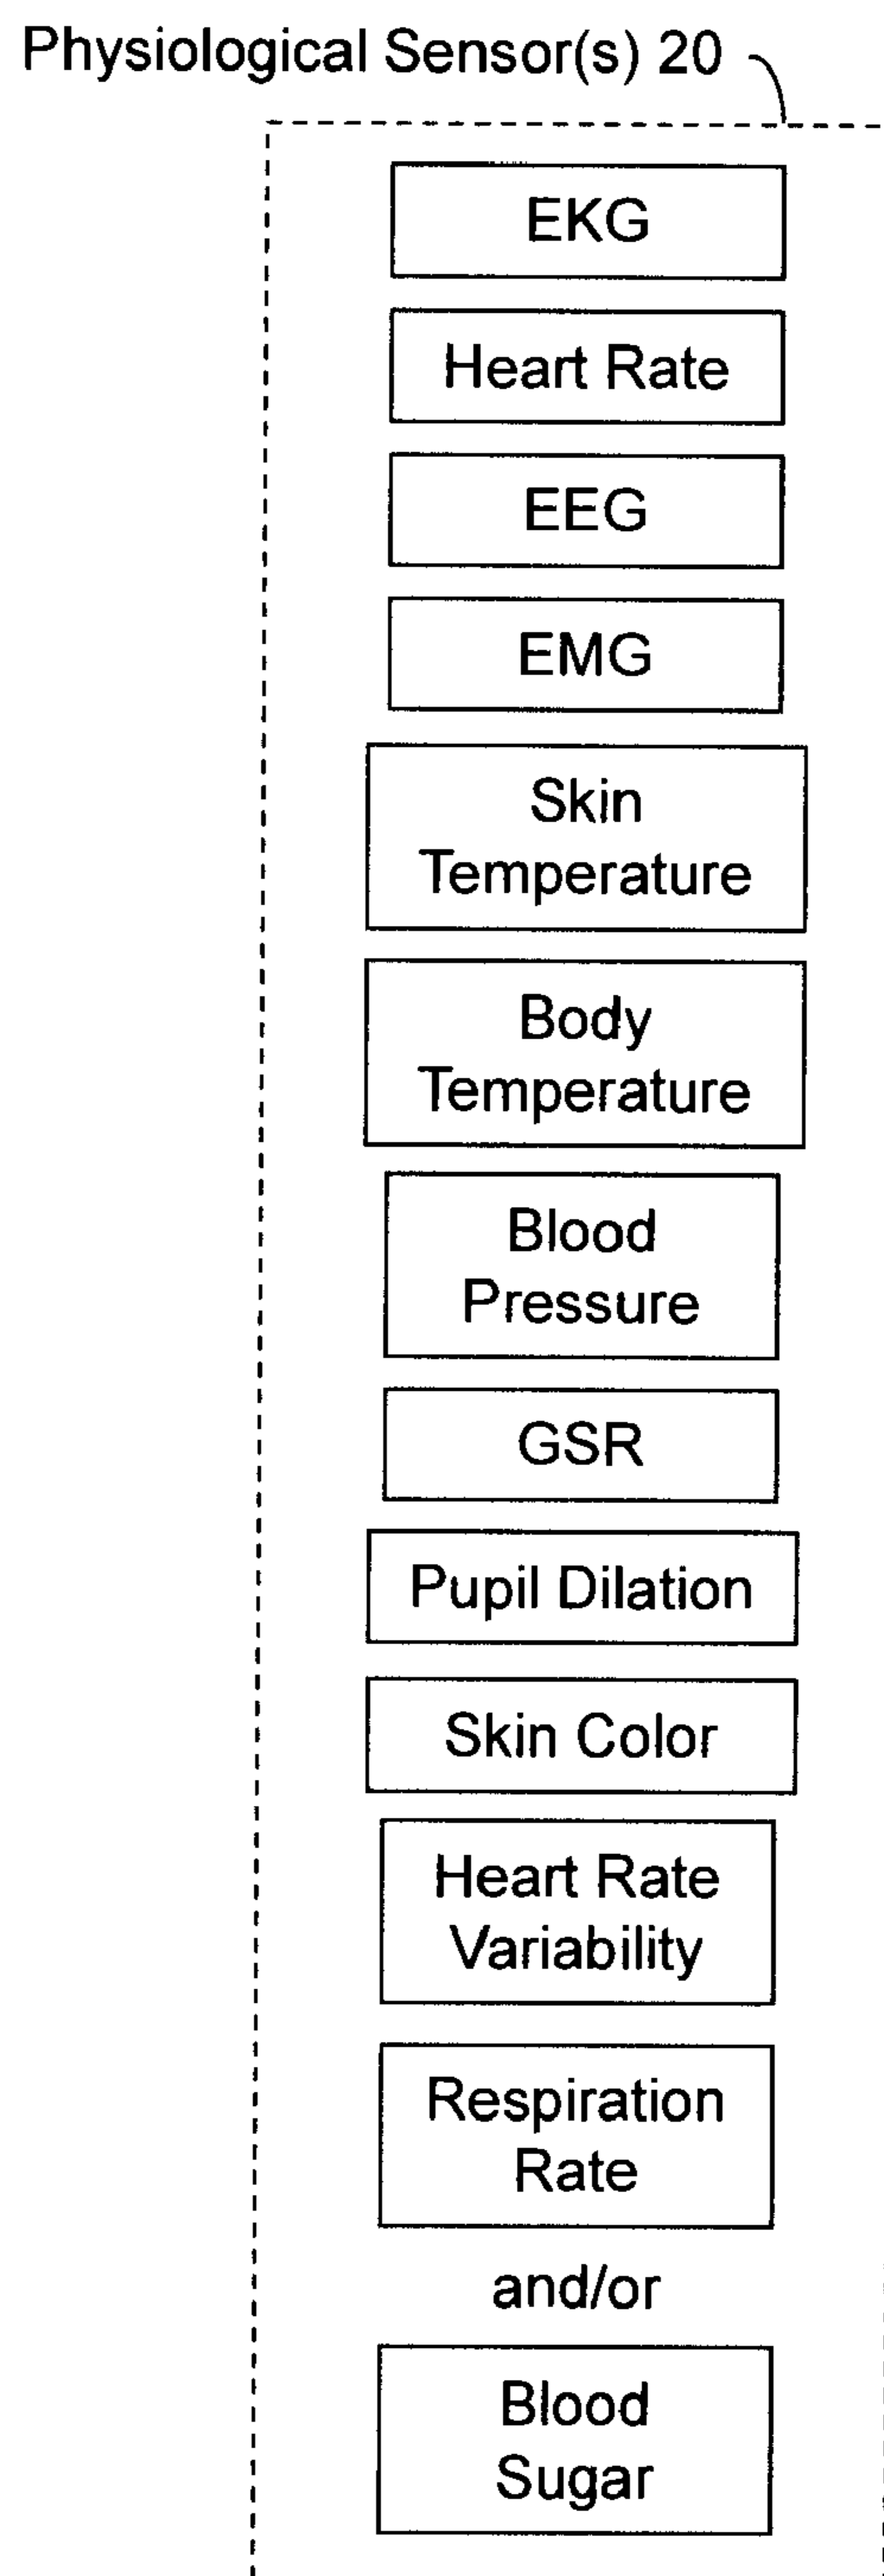 Physiological Sensor(s) 20
EKG
Heart Rate
EEG
EMG
Skin
Temperature
Body
Temperature
Blood
Pressure
GSR
Pupil Dilation
Skin Color
Heart Rate
Variability
Respiration
Rate
and/or
Blood
Sugar